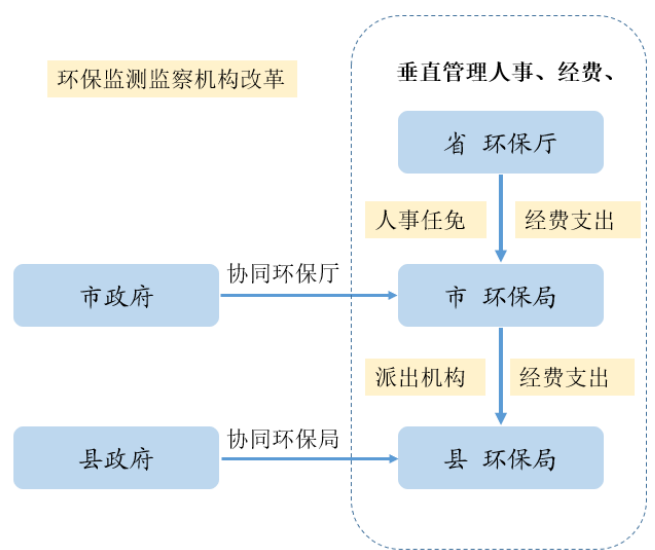 环保监测监察机构改革
垂直管理人事、经费、
省 环保厅
人事任免
经费支出
市政府
协同环保厅
市 环保局
派出机构
经费支出
县政府
协同环保局
县 环保局